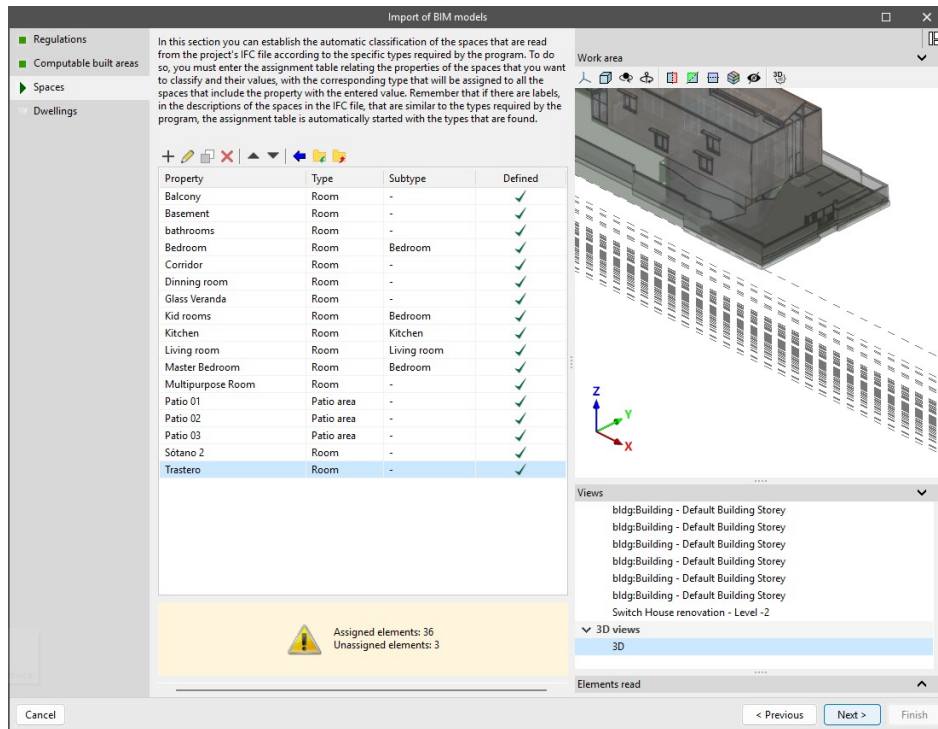 Import of BIM models
Regulations
Computable built areas
Spaces
Dwellings
In this section you can establish the automatic classification of the spaces that are read
from the project's IFC file according to the specific types required by the program. To do
so, you must enter the assignment table relating the properties of the spaces that you want
to classify and their values, with the corresponding type that will be assigned to all the
spaces that include the property with the entered value. Remember that if there are labels,
in the descriptions of the spaces in the IFC file, that are similar to the types required by the
program, the assignment table is automatically started with the types that are found.
Property Type Subtype Defined
Balcony Room -
Basement Room -
bathrooms Room -
Bedroom Room Bedroom
Corridor Room -
Dinning room Room -
Glass Veranda Room -
Kid rooms Room Bedroom
Kitchen Room Kitchen
Living room Room Living room
Master Bedroom Room Bedroom
Multipurpose Room Room -
Patio 01 Patio area -
Patio 02 Patio area -
Patio 03 Patio area -
Sótano 2 Room -
Trastero Room -
Assigned elements: 36
Unassigned elements: 3
Work area
3D
Z
Y
X
Views
bldg:Building - Default Building Storey
bldg:Building - Default Building Storey
bldg:Building - Default Building Storey
bldg:Building - Default Building Storey
bldg:Building - Default Building Storey
bldg:Building - Default Building Storey
Switch House renovation - Level -2
3D views
3D
Elements read
Cancel
< Previous
Next >
Finish